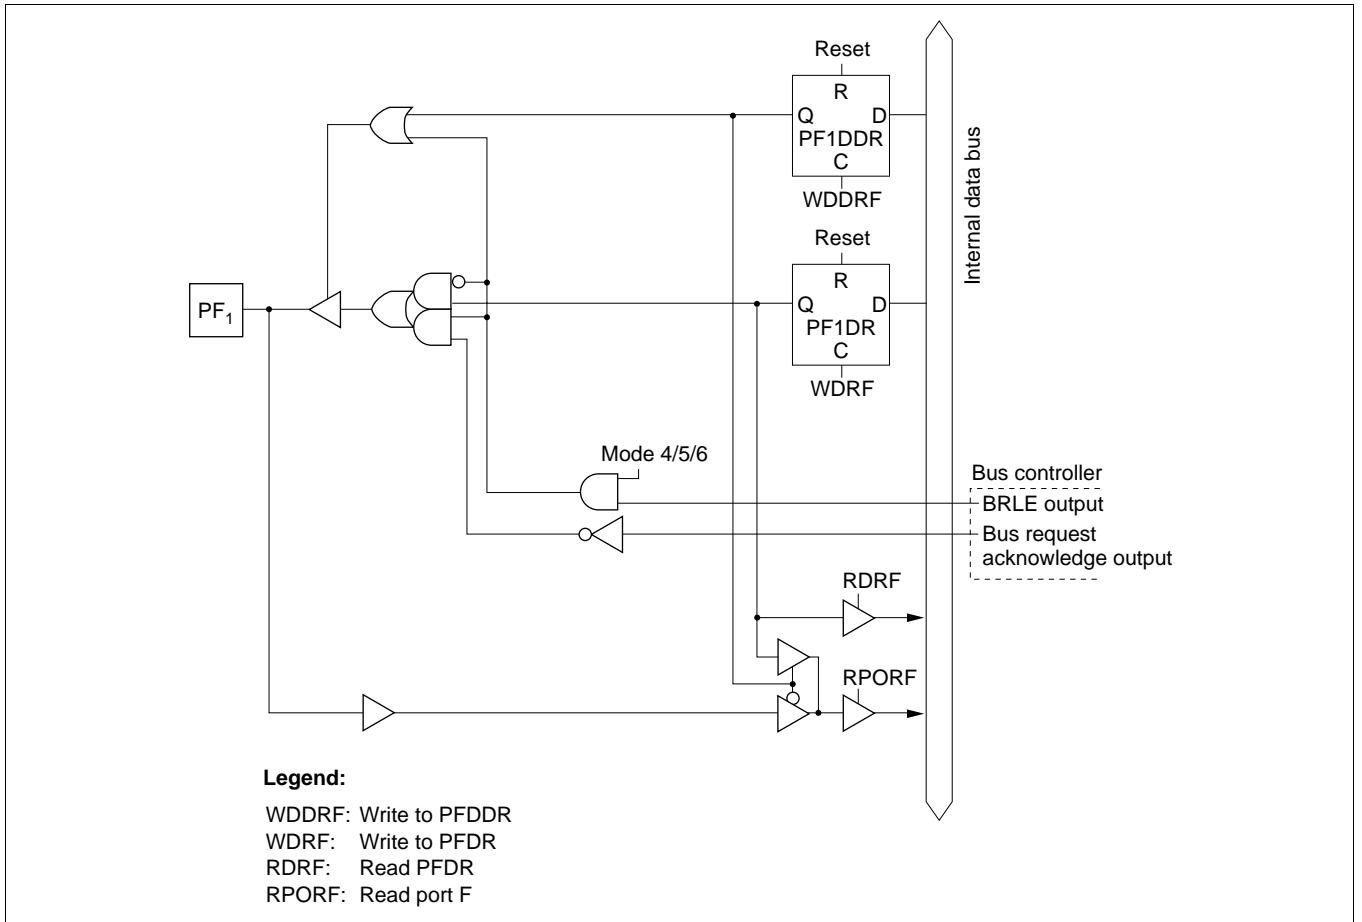 Reset
R
Q D
PF1DDR
C
WDDRF
Internal data bus
Reset
R
Q D
PF1DR
C
WDRF
PF1
Mode 4/5/6
Bus controller
BRLE output
Bus request
acknowledge output
RDRF
RPORF
Legend:
WDDRF: Write to PFDDR
WDRF: Write to PFDR
RDRF: Read PFDR
RPORF: Read port F